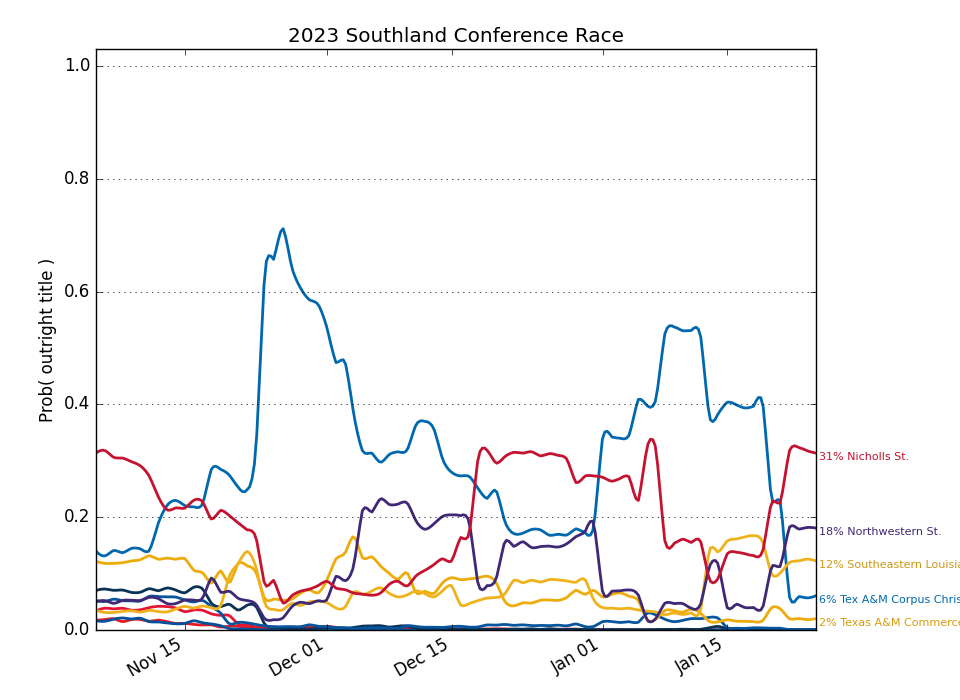 2023 Southland Conference Race
Prob( outright title )
1.0
0.8
0.6
0.4
0.2
0.0
Nov 15
Dec 01
Dec 15
Jan 01
Jan 15
31% Nicholls St.
18% Northwestern St.
12% Southeastern Louisia
6% Tex A&M Corpus Chris
2% Texas A&M Commerce